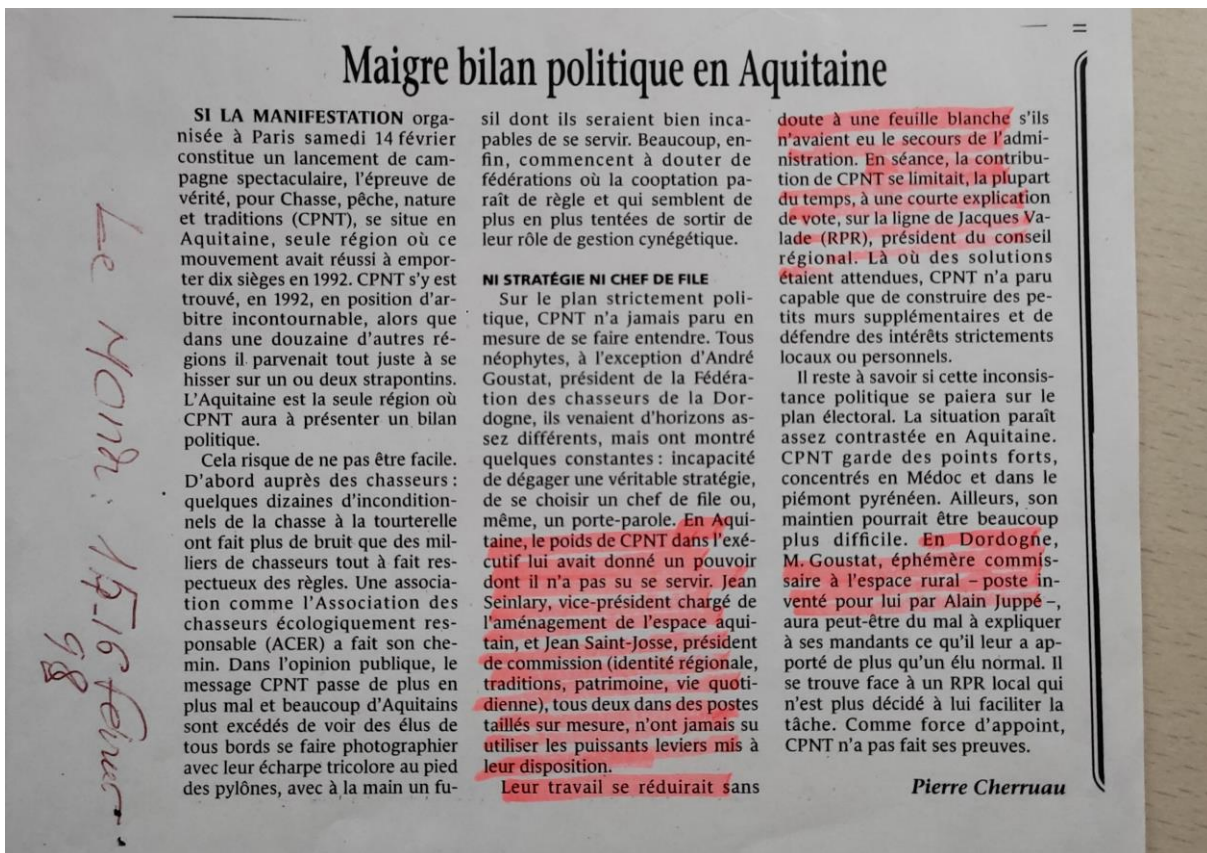 Maigre bilan politique en Aquitaine
SI LA MANIFESTATION orga-
nisée à Paris samedi 14 février
constitue un lancement de cam-
pagne spectaculaire, l'épreuve de
vérité, pour Chasse, pêche, nature
et traditions (CPNT), se situe en
Aquitaine, seule région où ce
mouvement avait réussi à empor-
ter dix sièges en 1992. CPNT s'y est
trouvé, en 1992, en position d'ar-
bitre incontournable, alors que
dans une douzaine d'autres ré-
gions il parvenait tout juste à se
hisser sur un ou deux strapontins.
L'Aquitaine est la seule région où
CPNT aura à présenter un bilan
politique.
Cela risque de ne pas être facile.
D'abord auprès des chasseurs :
quelques dizaines d'incondition-
nels de la chasse à la tourterelle
ont fait plus de bruit que des mil-
liers de chasseurs tout à fait res-
pectueux des règles. Une associa-
tion comme l'Association des
chasseurs écologiquement res-
ponsable (ACER) a fait son che-
min. Dans l'opinion publique, le
message CPNT passe de plus en
plus mal et beaucoup d'Aquitains
sont excédés de voir des élus de
tous bords se faire photographier
avec leur écharpe tricolore au pied
des pylônes, avec à la main un fu-
sil dont ils seraient bien inca-
pables de se servir. Beaucoup, en-
fin, commencent à douter de
fédérations où la cooptation pa-
raît de règle et qui semblent de
plus en plus tentées de sortir de
leur rôle de gestion cynégétique.
NI STRATÉGIE NI CHEF DE FILE
Sur le plan strictement poli-
tique, CPNT n'a jamais paru en
mesure de se faire entendre. Tous
néophytes, à l'exception d'André
Goustat, président de la Fédéra-
tion des chasseurs de la Dor-
dogne, ils venaient d'horizons as-
sez différents, mais ont montré
quelques constantes : incapacité
de dégager une véritable stratégie,
de se choisir un chef de file ou,
même, un porte-parole. En Aqui-
taine, le poids de CPNT dans l'exé-
cutif lui avait donné un pouvoir
dont il n'a pas su se servir. Jean
Seinlary, vice-président chargé de
l'aménagement de l'espace aqui-
tain, et Jean Saint-Josse, président
de commission (identité régionale,
traditions, patrimoine, vie quoti-
dienne), tous deux dans des postes
taillés sur mesure, n'ont jamais su
utiliser les puissants leviers mis à
leur disposition.
Leur travail se réduirait sans
doute à une feuille blanche s'ils
n'avaient eu le secours de l'admi-
nistration. En séance, la contribu-
tion de CPNT se limitait, la plupart
du temps, à une courte explication
de vote, sur la ligne de Jacques Va-
lade (RPR), président du conseil
régional. Là où des solutions
étaient attendues, CPNT n'a paru
capable que de construire des pe-
tits murs supplémentaires et de
défendre des intérêts strictement
locaux ou personnels.
Il reste à savoir si cette inconsis-
tance politique se paiera sur le
plan électoral. La situation paraît
assez contrastée en Aquitaine.
CPNT garde des points forts,
concentrés en Médoc et dans le
piémont pyrénéen. Ailleurs, son
maintien pourrait être beaucoup
plus difficile. En Dordogne,
M. Goustat, éphémère commis-
saire à l'espace rural – poste in-
venté pour lui par Alain Juppé –,
aura peut-être du mal à expliquer
à ses mandants ce qu'il leur a ap-
porté de plus qu'un élu normal. Il
se trouve face à un RPR local qui
n'est plus décidé à lui faciliter la
tâche. Comme force d'appoint,
CPNT n'a pas fait ses preuves.
Pierre Cherruau
Le Monde : 15-16
98